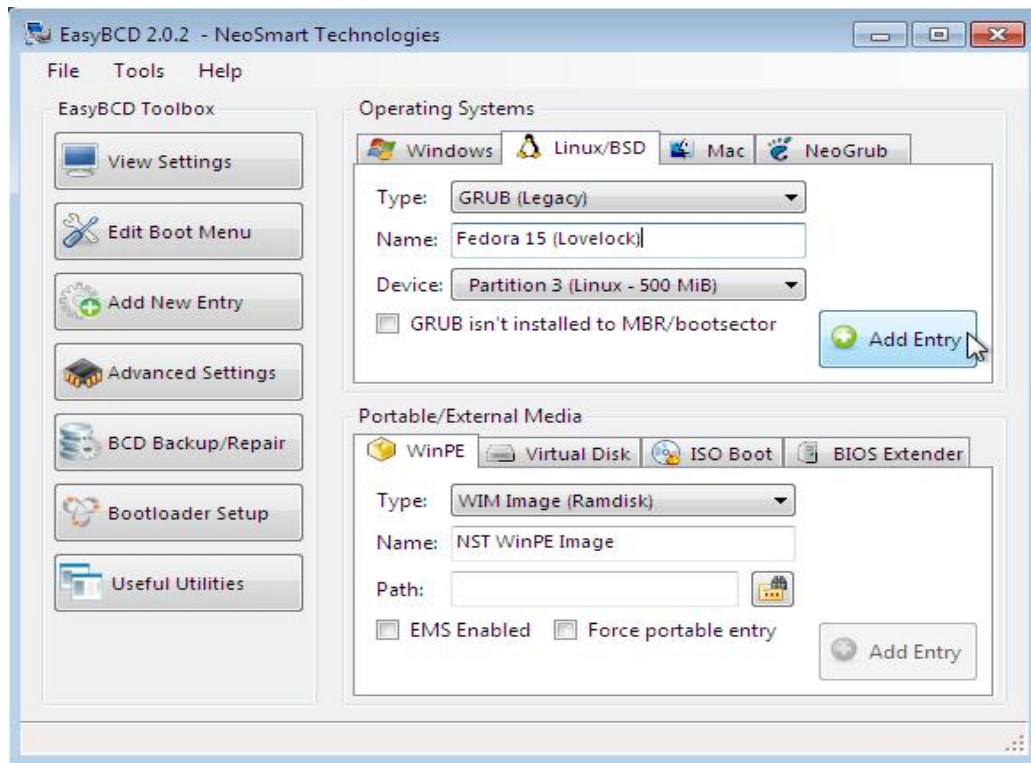 EasyBCD 2.0.2 - NeoSmart Technologies
File Tools Help
EasyBCD Toolbox
View Settings
Edit Boot Menu
Add New Entry
Advanced Settings
BCD Backup/Repair
Bootloader Setup
Useful Utilities
Operating Systems
Windows Linux/BSD Mac NeoGrub
Type: GRUB (Legacy)
Name: Fedora 15 (Lovelock)
Device: Partition 3 (Linux - 500 MiB)
GRUB isn't installed to MBR/bootsector
Add Entry
Portable/External Media
WinPE Virtual Disk ISO Boot BIOS Extender
Type: WIM Image (Ramdisk)
Name: NST WinPE Image
Path:
EMS Enabled Force portable entry
Add Entry